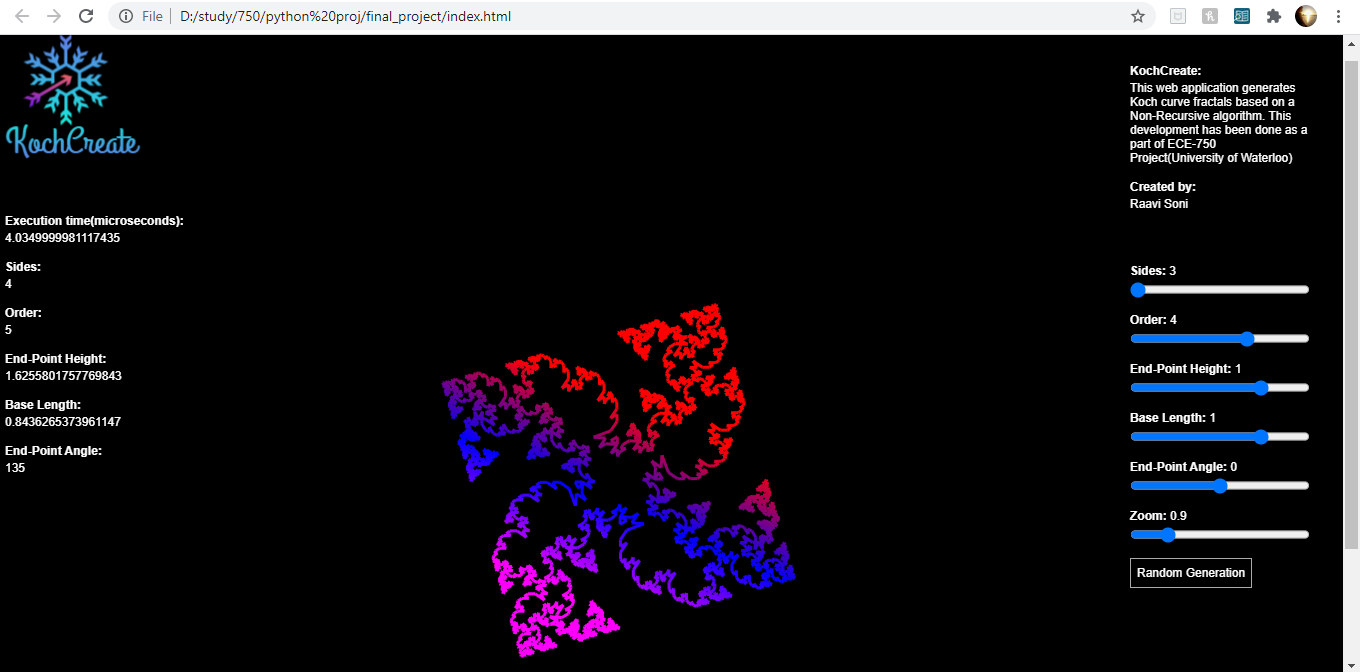 File
D:/study/750/python%20proj/final_project/index.html
KochCreate
Execution time(microseconds):
4.0349999981117435
Sides:
4
Order:
5
End-Point Height:
1.6255801757769843
Base Length:
0.8436265373961147
End-Point Angle:
135
KochCreate:
This web application generates
Koch curve fractals based on a
Non-Recursive algorithm. This
development has been done as a
part of ECE-750
Project(University of Waterloo)
Created by:
Raavi Soni
Sides: 3
Order: 4
End-Point Height: 1
Base Length: 1
End-Point Angle: 0
Zoom: 0.9
Random Generation